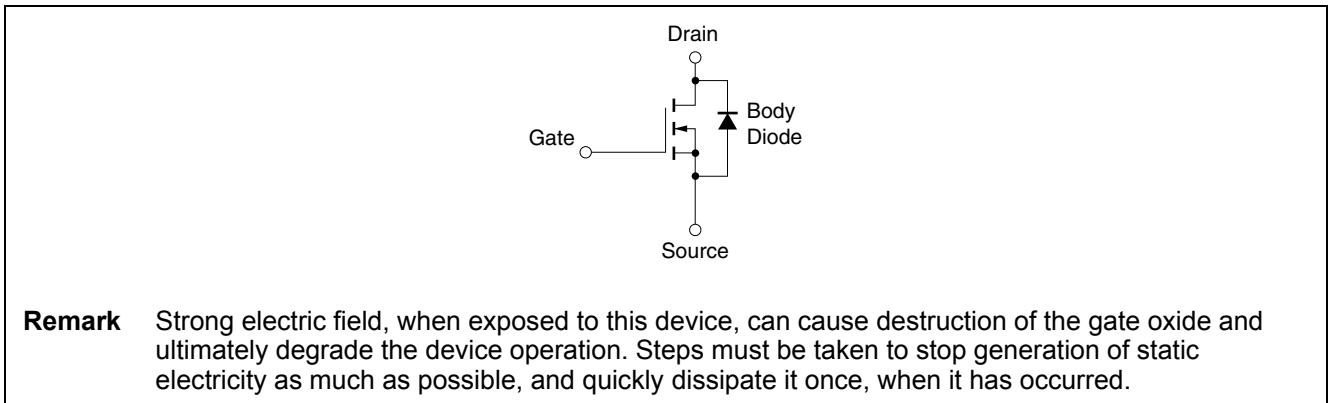 Drain
Body
Diode
Gate
Source
Remark Strong electric field, when exposed to this device, can cause destruction of the gate oxide and
ultimately degrade the device operation. Steps must be taken to stop generation of static
electricity as much as possible, and quickly dissipate it once, when it has occurred.